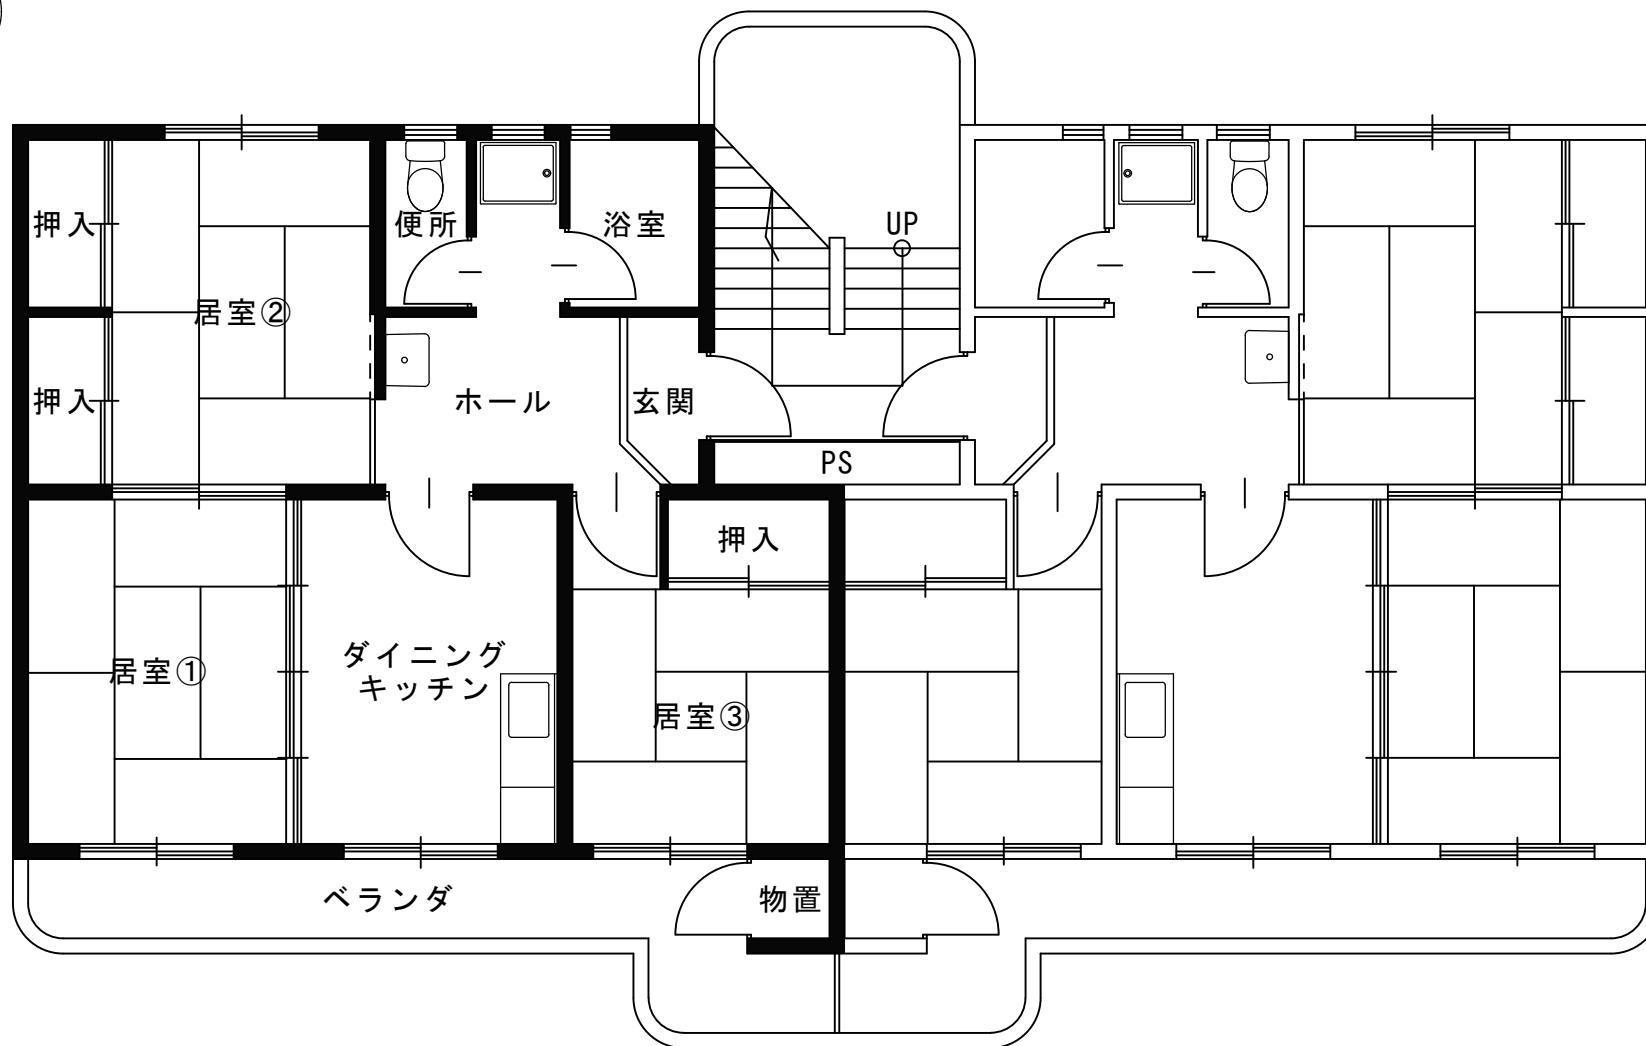 押入
便所
浴室
UP
居室②
押入
ホール
玄関
PS
押入
居室①
ダイニング
キッチン
居室③
ベランダ
物置